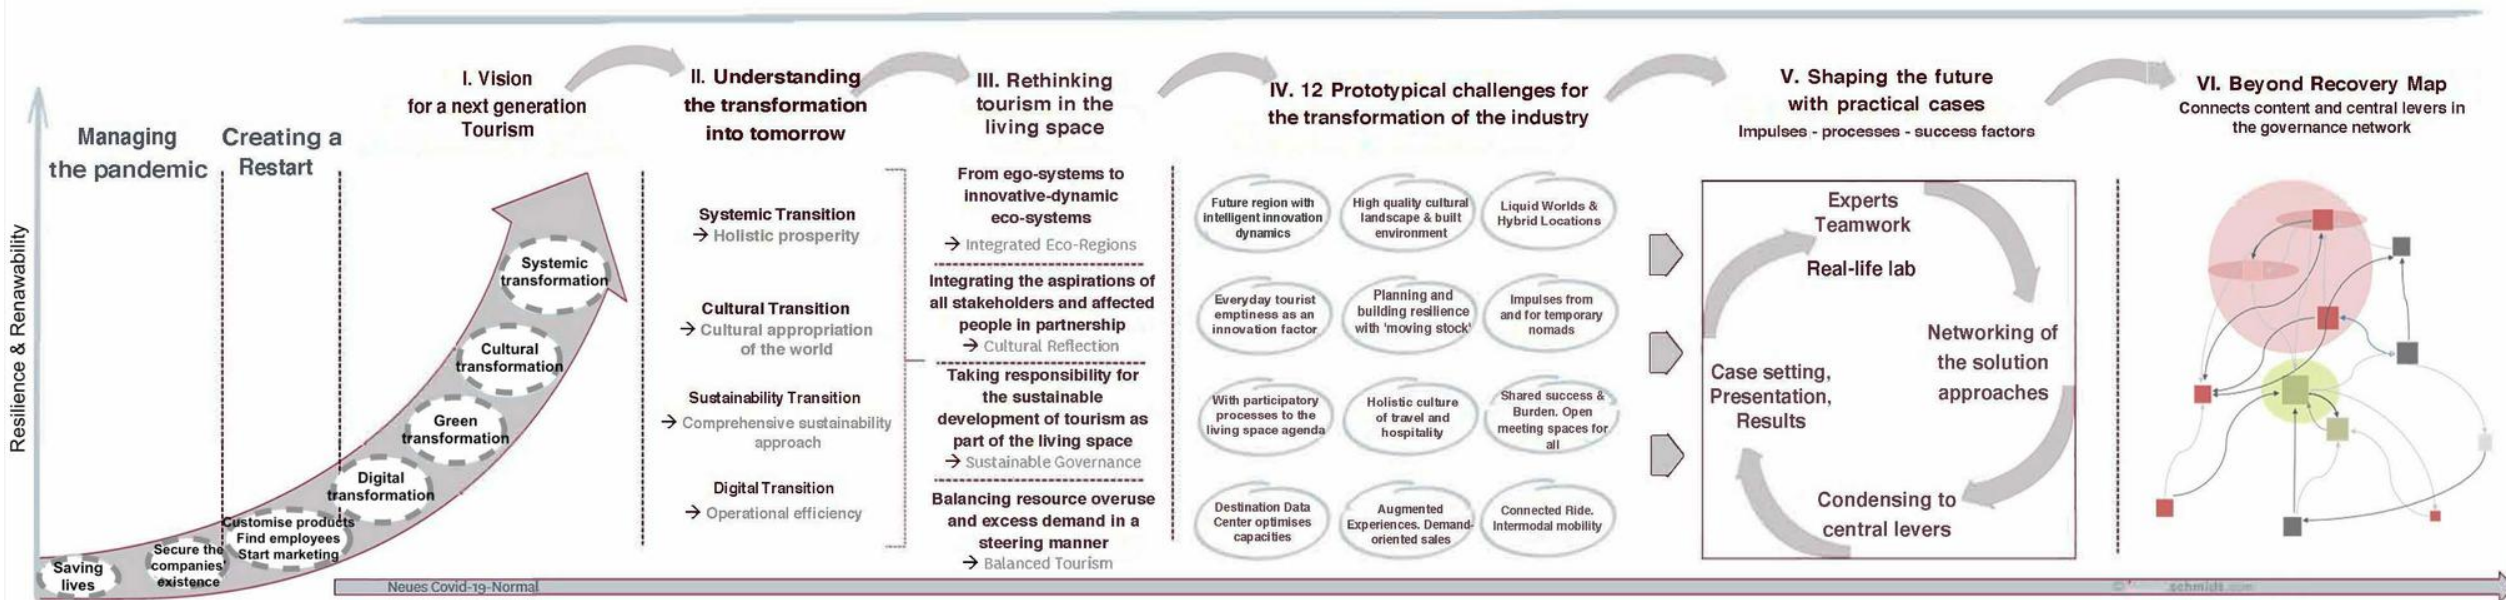 Resilience & Renawability
Managing
the pandemic
Creating a
Restart
Saving
lives
Secure the
companies'
existence
Customise products
Find employees
Start marketing
Digital
transformation
Green
transformation
Cultural
transformation
Systemic
transformation
I. Vision
for a next generation
Tourism
II. Understanding
the transformation
into tomorrow
Systemic Transition
→ Holistic prosperity
Cultural Transition
→ Cultural appropriation
of the world
Sustainability Transition
→ Comprehensive sustainability
approach
Digital Transition
→ Operational efficiency
III. Rethinking
tourism in the
living space
From ego-systems to
innovative-dynamic
eco-systems
→ Integrated Eco-Regions
Integrating the aspirations of
all stakeholders and affected
people in partnership
→ Cultural Reflection
Taking responsibility for
the sustainable
development of tourism as
part of the living space
→ Sustainable Governance
Balancing resource overuse
and excess demand in a
steering manner
→ Balanced Tourism
IV. 12 Prototypical challenges for
the transformation of the industry
Future region with
intelligent innovation
dynamics
High quality cultural
landscape & built
environment
Liquid Worlds &
Hybrid Locations
Everyday tourist
emptiness as an
innovation factor
Planning and
building resilience
with 'moving stock'
Impulses from
and for temporary
nomads
With participatory
processes to the
living space agenda
Holistic culture
of travel and
hospitality
Shared success &
Burden. Open
meeting spaces for
all
Destination Data
Center optimises
capacities
Augmented
Experiences. Demand-
oriented sales
Connected Ride.
Intermodal mobility
V. Shaping the future
with practical cases
Impulses - processes - success factors
Experts
Teamwork
Real-life lab
Networking of
the solution
approaches
Condensing to
central levers
Case setting,
Presentation,
Results
VI. Beyond Recovery Map
Connects content and central levers in
the governance network
Neues Covid-19-Normal